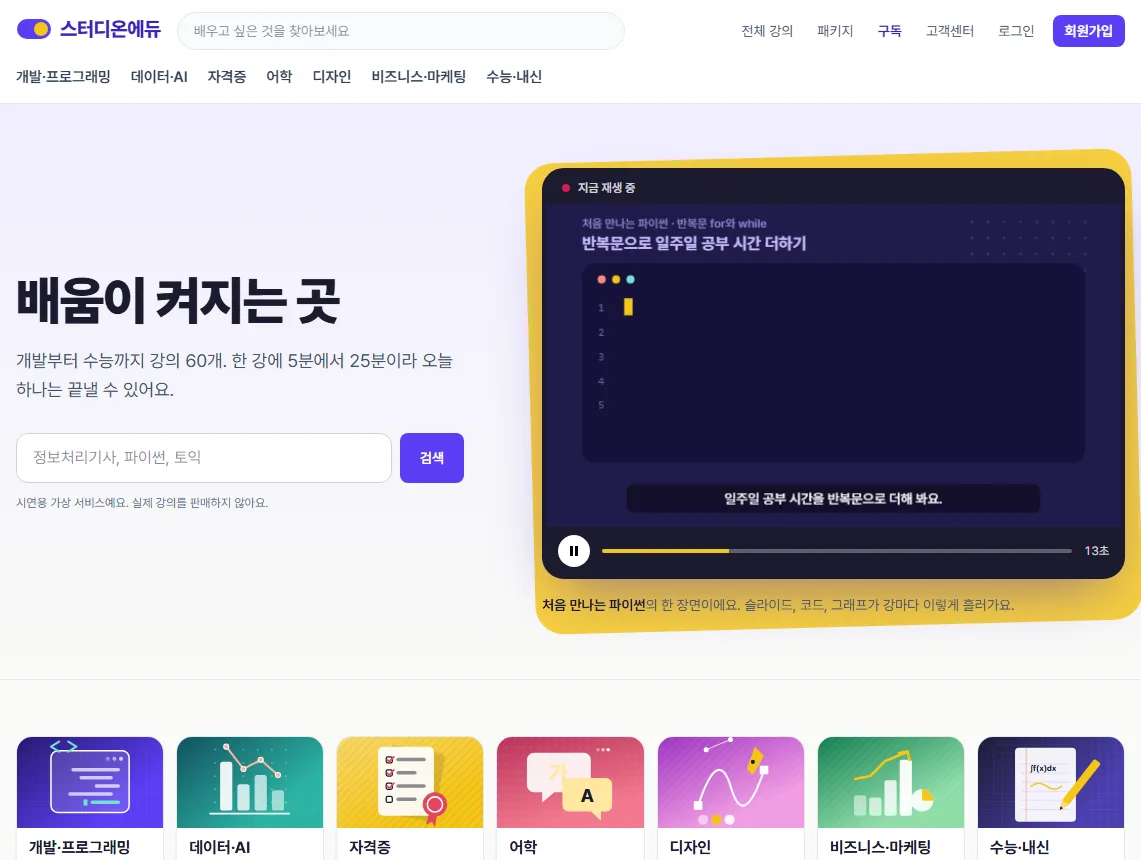 스터디온에듀
배우고 싶은 것을 찾아보세요
전체 강의
패키지
구독
고객센터
로그인
회원가입
개발·프로그래밍
데이터·AI
자격증
어학
디자인
비즈니스·마케팅
수능·내신
배움이 켜지는 곳
개발부터 수능까지 강의 60개. 한 강에 5분에서 25분이라 오늘
하나는 끝낼 수 있어요.
정보처리기사, 파이썬, 토익
검색
시연용 가상 서비스예요. 실제 강의를 판매하지 않아요.
지금 재생 중
처음 만나는 파이썬 · 반복문 for와 while
반복문으로 일주일 공부 시간 더하기
1
2
3
4
5
일주일 공부 시간을 반복문으로 더해 봐요.
13초
처음 만나는 파이썬의 한 장면이에요. 슬라이드, 코드, 그래프가 강마다 이렇게 흘러가요.
가
A
∫f(x)dx
개발·프로그래밍
데이터·AI
자격증
어학
디자인
비즈니스·마케팅
수능·내신